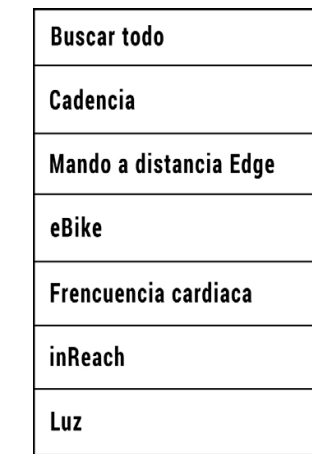 Buscar todo
Cadencia
Mando a distancia Edge
eBike
Frencuencia cardiaca
inReach
Luz